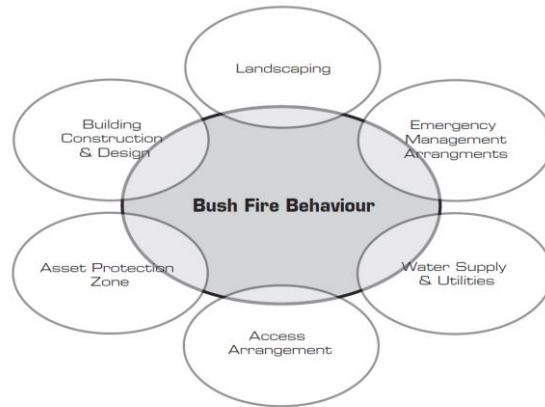 Landscaping
Building
Construction
& Design
Emergency
Management
Arrangments
Bush Fire Behaviour
Asset Protection
Zone
Water Supply
& Utilities
Access
Arrangement